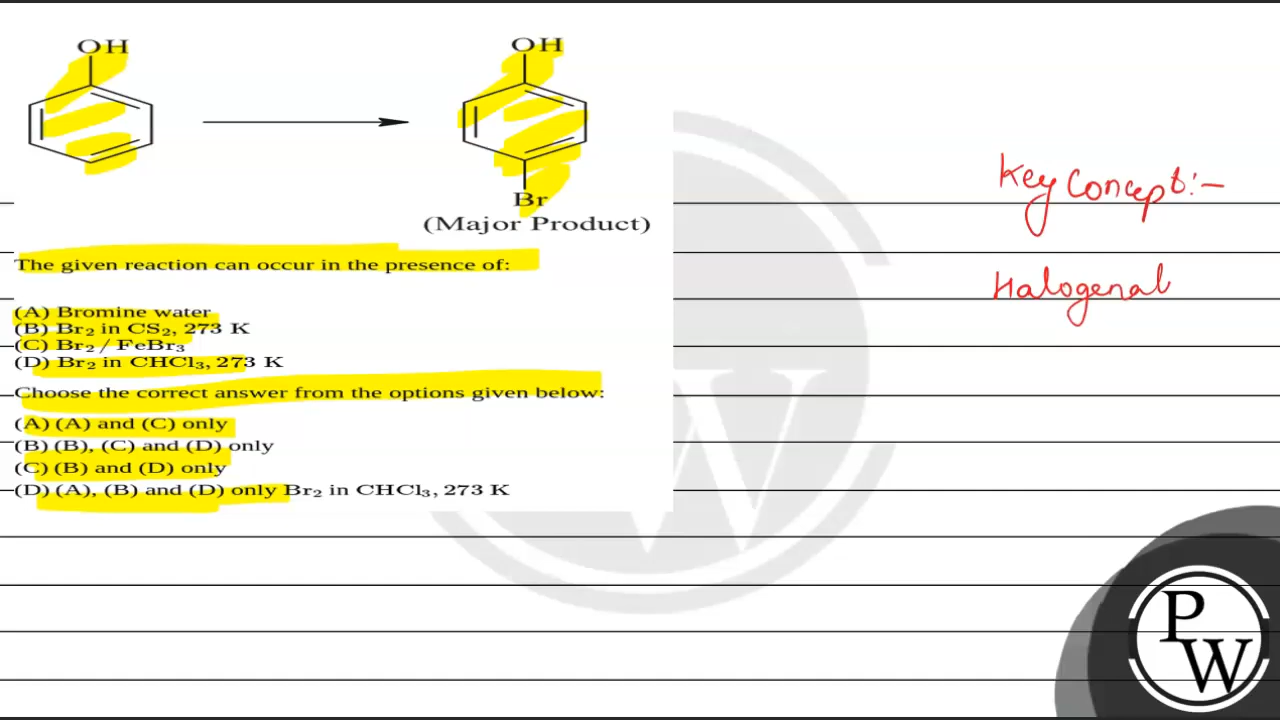 OH
OH
Br
(Major Product)
The given reaction can occur in the presence of:
(A) Bromine water
(B) Br₂ in CS₂, 273 K
(C) Br₂ / FeBr₃
(D) Br₂ in CHCl₃, 273 K
Choose the correct answer from the options given below:
(A) (A) and (C) only
(B) (B), (C) and (D) only
(C) (B) and (D) only
(D) (A), (B) and (D) only Br₂ in CHCl₃, 273 K
Key Concept:-
Halogenat
P
W